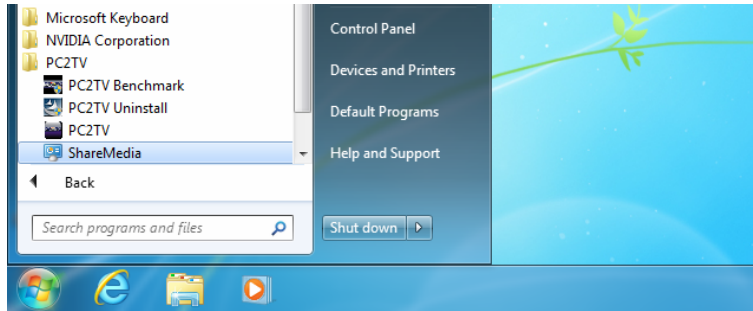 Microsoft Keyboard
NVIDIA Corporation
PC2TV
PC2TV Benchmark
PC2TV Uninstall
PC2TV
ShareMedia
Back
Search programs and files
Control Panel
Devices and Printers
Default Programs
Help and Support
Shut down